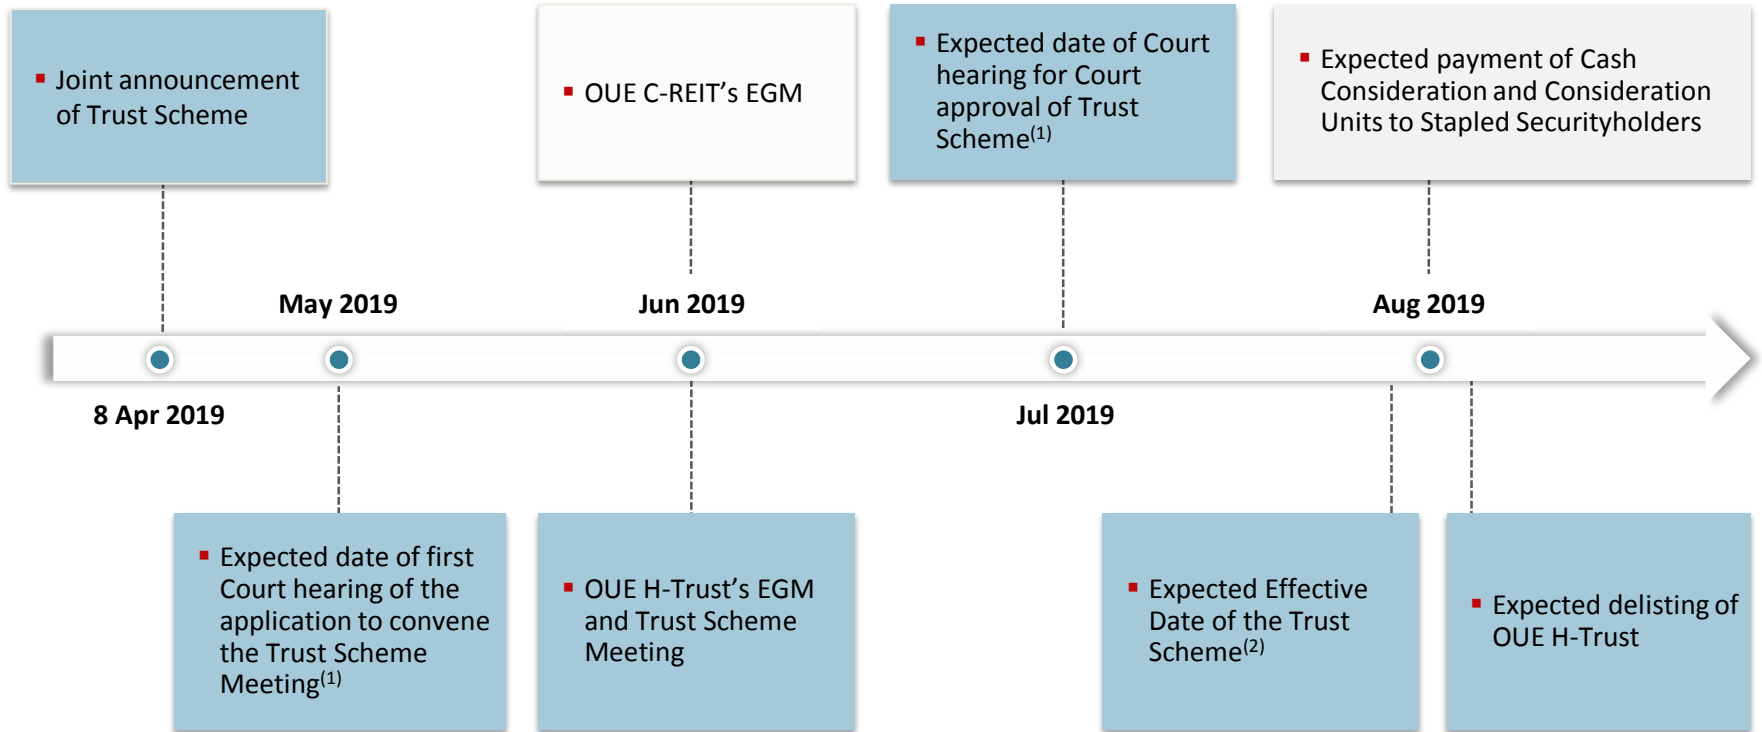 ▪ Joint announcement
of Trust Scheme
▪ OUE C-REIT’s EGM
▪ Expected date of Court
hearing for Court
approval of Trust
Scheme(1)
▪ Expected payment of Cash
Consideration and Consideration
Units to Stapled Securityholders
May 2019
Jun 2019
Aug 2019
8 Apr 2019
Jul 2019
▪ Expected date of first
Court hearing of the
application to convene
the Trust Scheme
Meeting(1)
▪ OUE H-Trust’s EGM
and Trust Scheme
Meeting
▪ Expected Effective
Date of the Trust
Scheme(2)
▪ Expected delisting of
OUE H-Trust